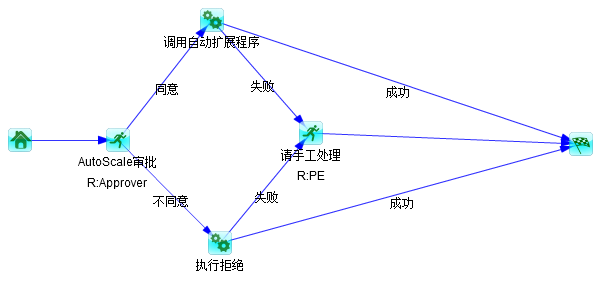 调用自动扩展程序
同意
失败
成功
AutoScale审批
R:Approver
请手工处理
R:PE
不同意
失败
成功
执行拒绝